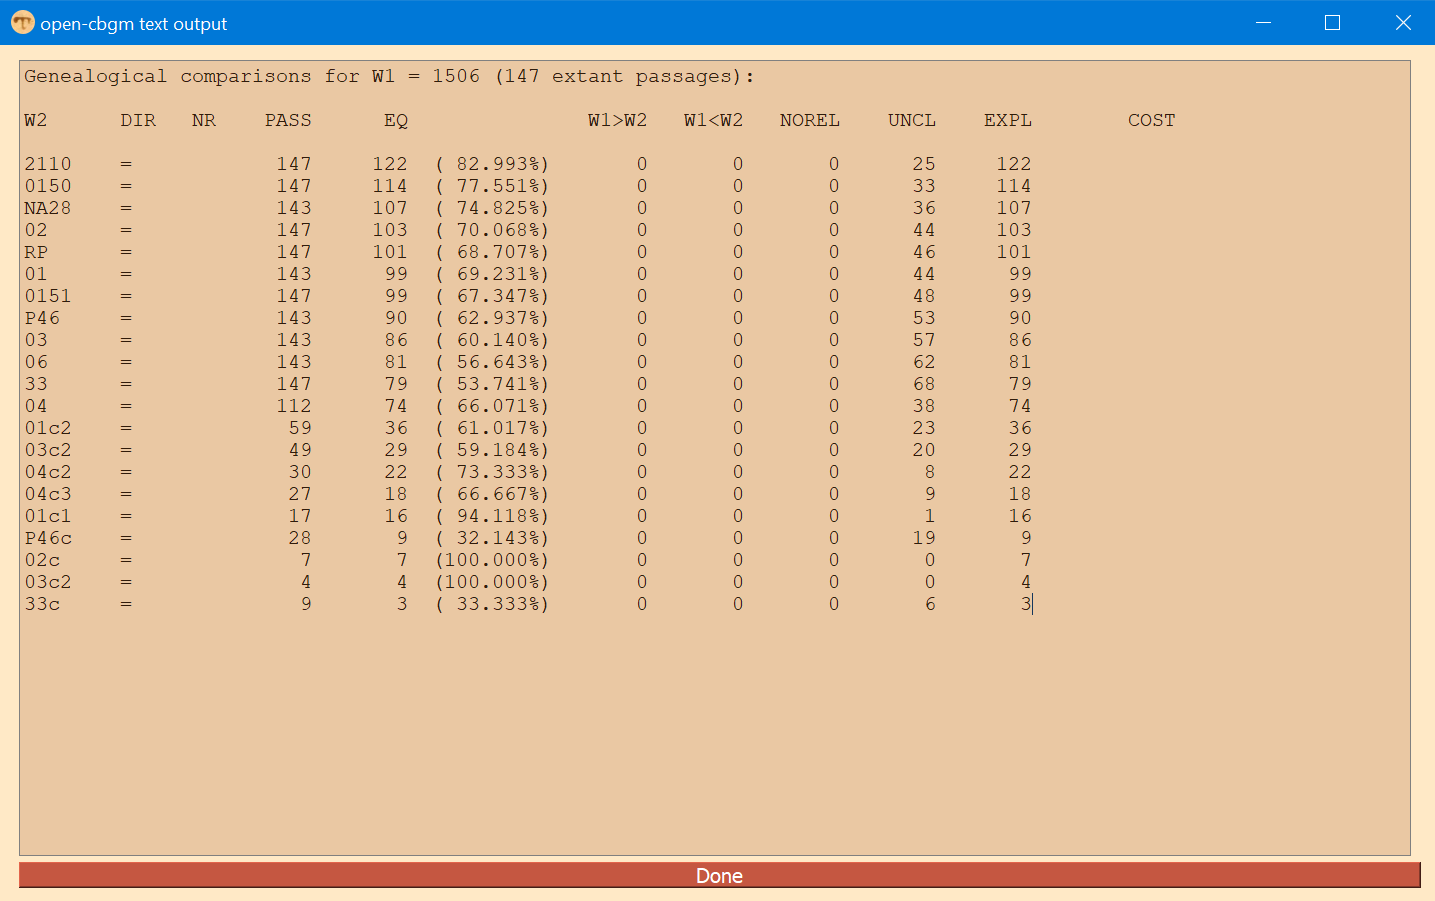 open-cbgm text output
Genealogical comparisons for W1 = 1506 (147 extant passages):
W2 DIR NR PASS EQ W1>W2 W1<W2 NOREL UNCL EXPL COST
2110 = 147 122 ( 82.993%) 0 0 0 25 122
0150 = 147 114 ( 77.551%) 0 0 0 33 114
NA28 = 143 107 ( 74.825%) 0 0 0 36 107
02 = 147 103 ( 70.068%) 0 0 0 44 103
RP = 147 101 ( 68.707%) 0 0 0 46 101
01 = 143 99 ( 69.231%) 0 0 0 44 99
0151 = 147 99 ( 67.347%) 0 0 0 48 99
P46 = 143 90 ( 62.937%) 0 0 0 53 90
03 = 143 86 ( 60.140%) 0 0 0 57 86
06 = 143 81 ( 56.643%) 0 0 0 62 81
33 = 147 79 ( 53.741%) 0 0 0 68 79
04 = 112 74 ( 66.071%) 0 0 0 38 74
01c2 = 59 36 ( 61.017%) 0 0 0 23 36
03c2 = 49 29 ( 59.184%) 0 0 0 20 29
04c2 = 30 22 ( 73.333%) 0 0 0 8 22
04c3 = 27 18 ( 66.667%) 0 0 0 9 18
01c1 = 17 16 ( 94.118%) 0 0 0 1 16
P46c = 28 9 ( 32.143%) 0 0 0 19 9
02c = 7 7 (100.000%) 0 0 0 0 7
03c2 = 4 4 (100.000%) 0 0 0 0 4
33c = 9 3 ( 33.333%) 0 0 0 6 3
Done